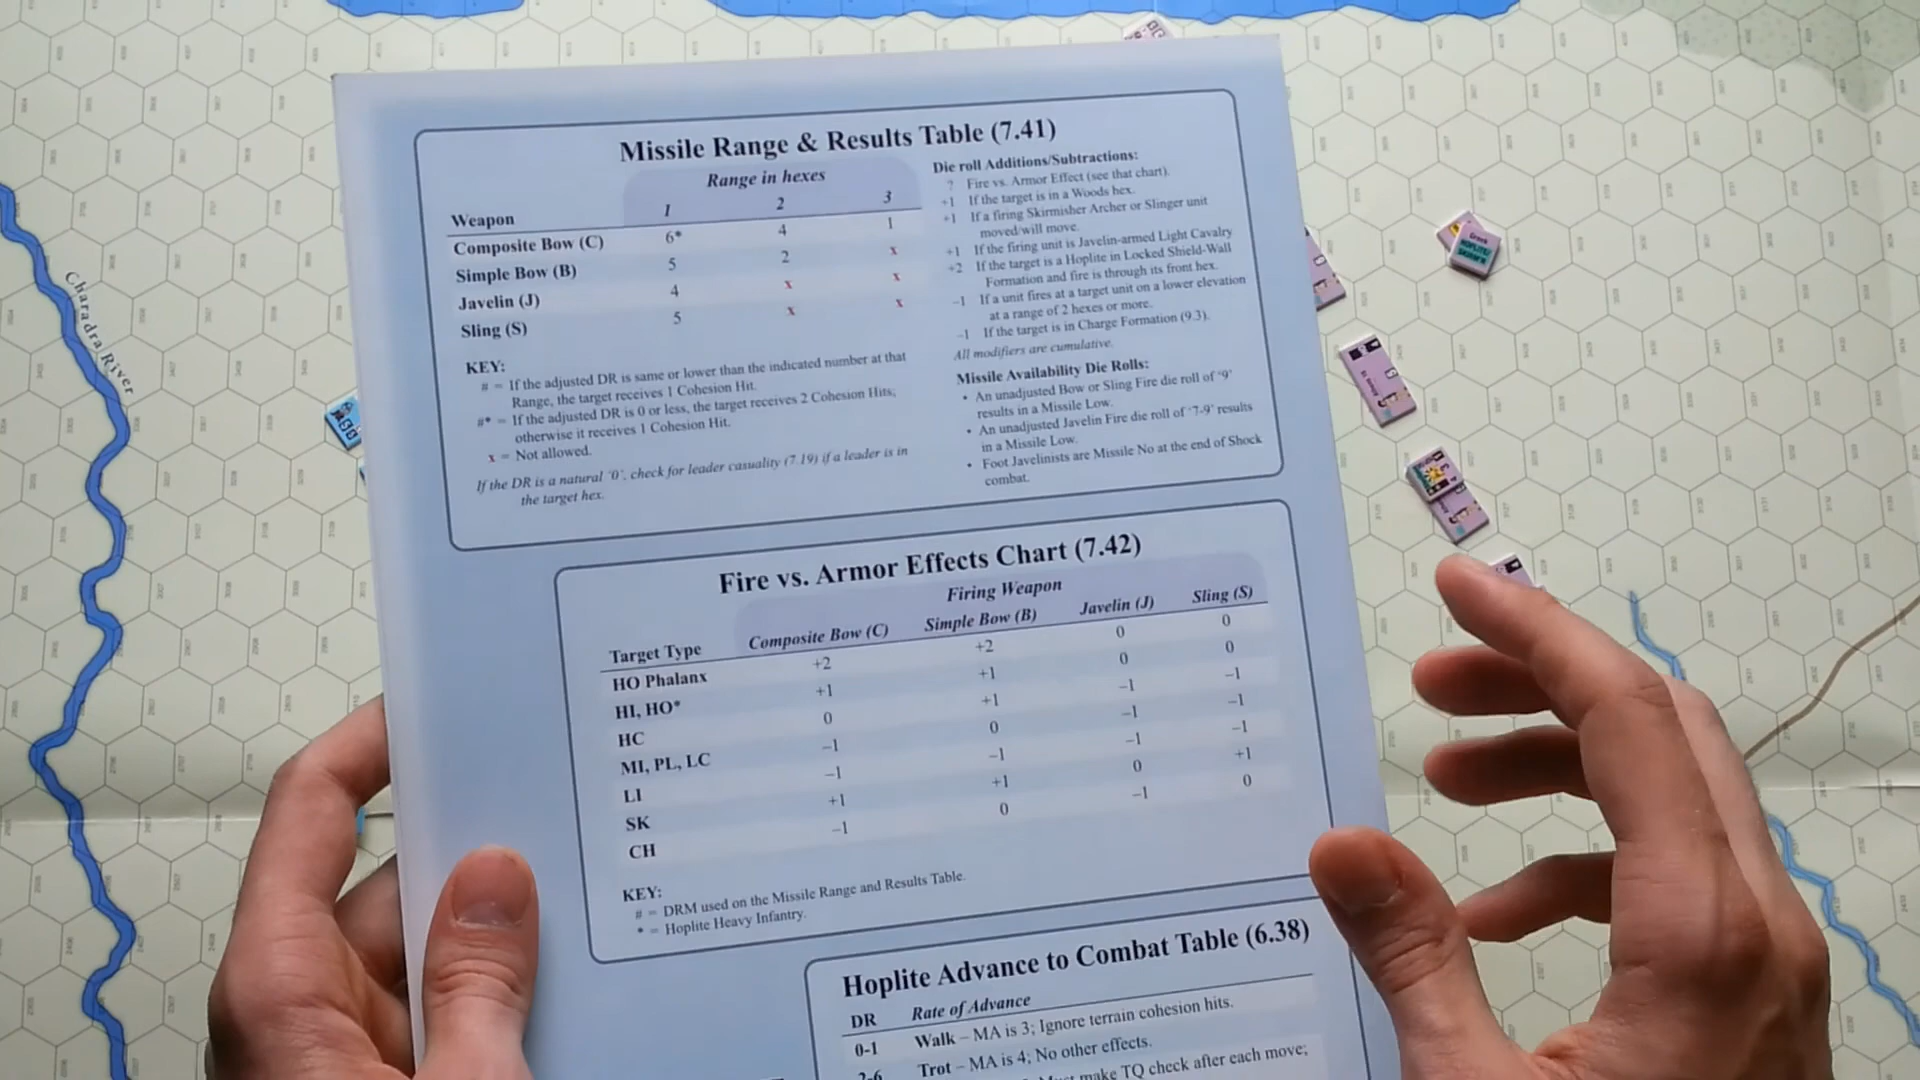 Missile Range & Results Table (7.41)
Range in hexes
Weapon 1 2 3
Composite Bow (C) 6* 4 1
Simple Bow (B) 5 2 x
Javelin (J) 4 x x
Sling (S) 5 x x
KEY:
# = If the adjusted DR is same or lower than the indicated number at that
Range, the target receives 1 Cohesion Hit.
#* = If the adjusted DR is 0 or less, the target receives 2 Cohesion Hits;
otherwise it receives 1 Cohesion Hit.
x = Not allowed.
If the DR is a natural '0', check for leader casualty (7.19) if a leader is in
the target hex.
Die roll Additions/Subtractions:
? Fire vs. Armor Effect (see that chart).
+1 If the target is in a Woods hex.
+1 If a firing Skirmisher Archer or Slinger unit
moved/will move.
+1 If the firing unit is Javelin-armed Light Cavalry
+2 If the target is a Hoplite in Locked Shield-Wall
Formation and fire is through its front hex.
–1 If a unit fires at a target unit on a lower elevation
at a range of 2 hexes or more.
–1 If the target is in Charge Formation (9.3).
All modifiers are cumulative.
Missile Availability Die Rolls:
• An unadjusted Bow or Sling Fire die roll of '9'
results in a Missile Low.
• An unadjusted Javelin Fire die roll of '7-9' results
in a Missile Low.
• Foot Javelinists are Missile No at the end of Shock
combat.
Fire vs. Armor Effects Chart (7.42)
Firing Weapon
Target Type Composite Bow (C) Simple Bow (B) Javelin (J) Sling (S)
HO Phalanx +2 +2 0 0
HI, HO* +1 +1 0 0
HC 0 +1 –1 –1
MI, PL, LC –1 0 –1 –1
LI –1 –1 –1 –1
SK +1 +1 0 +1
CH –1 0 –1 0
KEY:
# = DRM used on the Missile Range and Results Table.
* = Hoplite Heavy Infantry.
Hoplite Advance to Combat Table (6.38)
DR Rate of Advance
0-1 Walk – MA is 3; Ignore terrain cohesion hits.
2-6 Trot – MA is 4; No other effects.
Must make TQ check after each move;
Charadra River
Greek
HOPLITE/